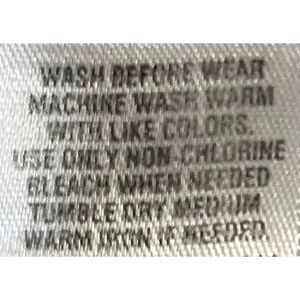 WASH BEFORE WEAR
MACHINE WASH WARM
WITH LIKE COLORS.
USE ONLY NON-CHLORINE
BLEACH WHEN NEEDED
TUMBLE DRY MEDIUM
WARM IRON IF NEEDED.